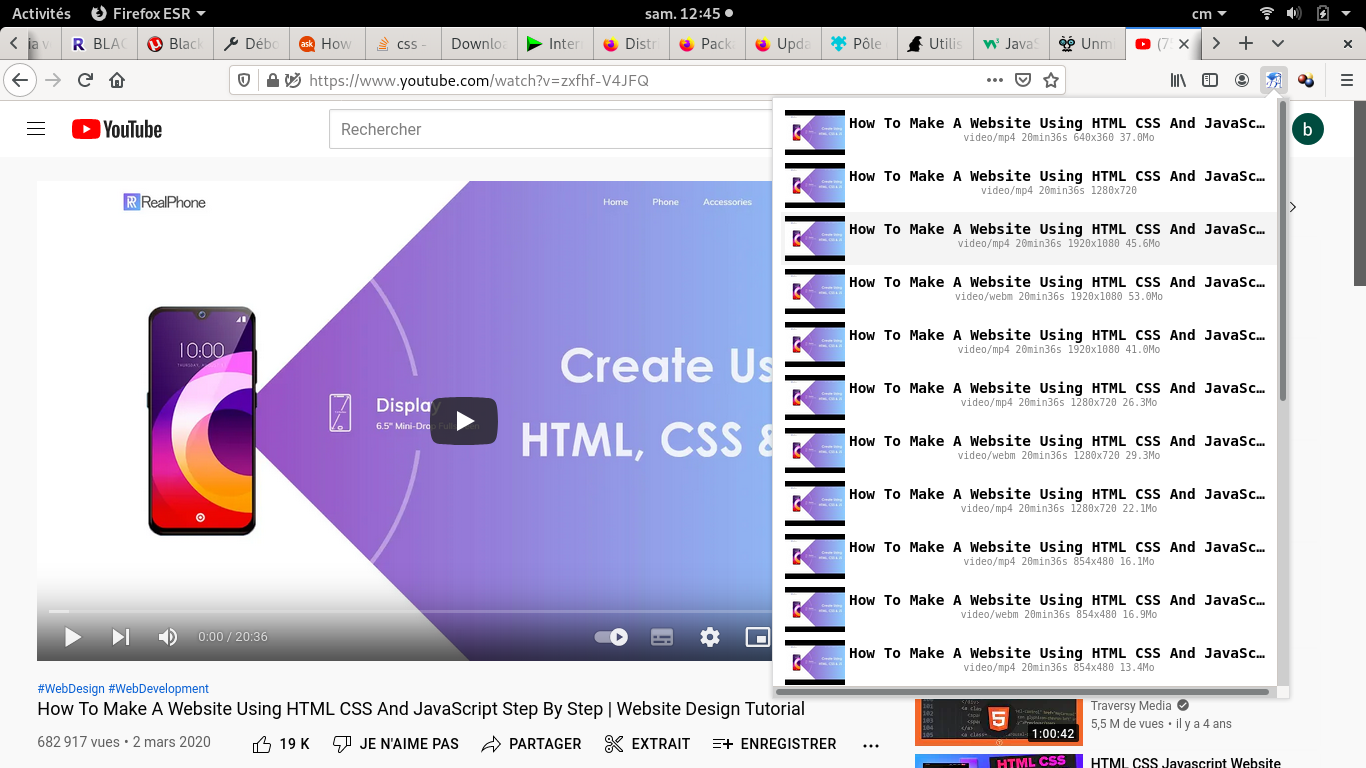 Activités Firefox ESR sam. 12:45 cm
BLAC Black Débo How css - Downloa Inter Distr Packa Upda Pôle Utilis JavaS Unm (7
https://www.youtube.com/watch?v=zxfhf-V4JFQ
YouTube
Rechercher
b
RealPhone
Home Phone Accessories
10:00
Create Us
Display
6.5" Mini-Drop
HTML, CSS &
0:00 / 20:36
How To Make A Website Using HTML CSS And JavaSc…
video/mp4 20min36s 640x360 37.0Mo
How To Make A Website Using HTML CSS And JavaSc…
video/mp4 20min36s 1280x720
How To Make A Website Using HTML CSS And JavaSc…
video/mp4 20min36s 1920x1080 45.6Mo
How To Make A Website Using HTML CSS And JavaSc…
video/webm 20min36s 1920x1080 53.0Mo
How To Make A Website Using HTML CSS And JavaSc…
video/mp4 20min36s 1920x1080 41.0Mo
How To Make A Website Using HTML CSS And JavaSc…
video/mp4 20min36s 1280x720 26.3Mo
How To Make A Website Using HTML CSS And JavaSc…
video/webm 20min36s 1280x720 29.3Mo
How To Make A Website Using HTML CSS And JavaSc…
video/mp4 20min36s 1280x720 22.1Mo
How To Make A Website Using HTML CSS And JavaSc…
video/mp4 20min36s 854x480 16.1Mo
How To Make A Website Using HTML CSS And JavaSc…
video/webm 20min36s 854x480 16.9Mo
How To Make A Website Using HTML CSS And JavaSc…
video/mp4 20min36s 854x480 13.4Mo
#WebDesign #WebDevelopment
How To Make A Website Using HTML CSS And JavaScript Step By Step | Website Design Tutorial
682 917 vues • 2 mars 2020
19 K JE N'AIME PAS PARTAGER EXTRAIT ENREGISTRER
Traversy Media
5,5 M de vues • il y a 4 ans
1:00:42
HTML CSS
HTML CSS Javascript Website